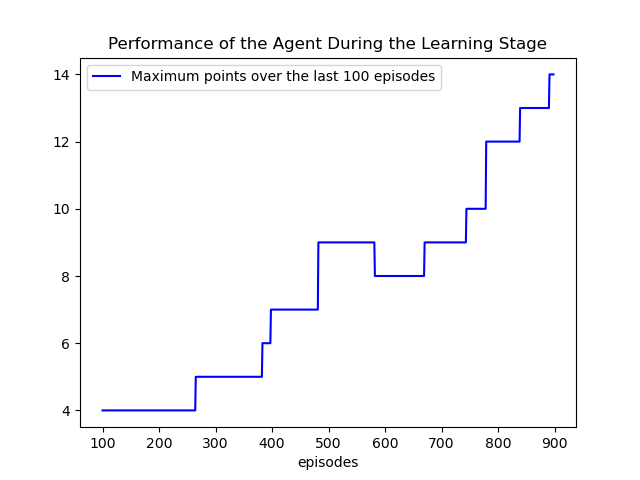 Performance of the Agent During the Learning Stage
Maximum points over the last 100 episodes
14
12
10
8
6
4
100 200 300 400 500 600 700 800 900
episodes